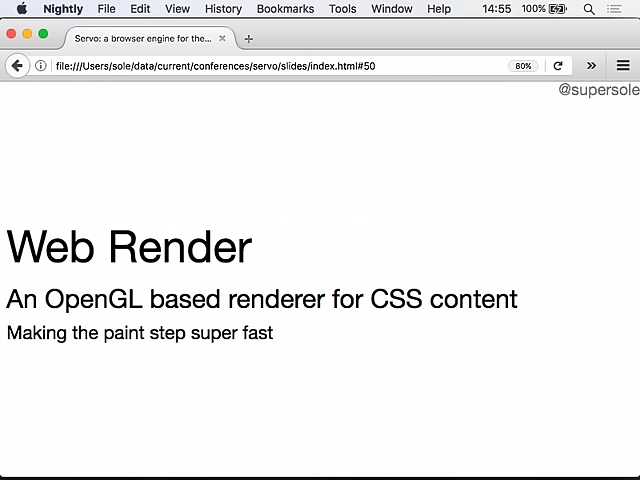 Nightly File Edit View History Bookmarks Tools Window Help 14:55 100%
Servo: a browser engine for the...
file:///Users/sole/data/current/conferences/servo/slides/index.html#50 80%
@supersole
Web Render
An OpenGL based renderer for CSS content
Making the paint step super fast